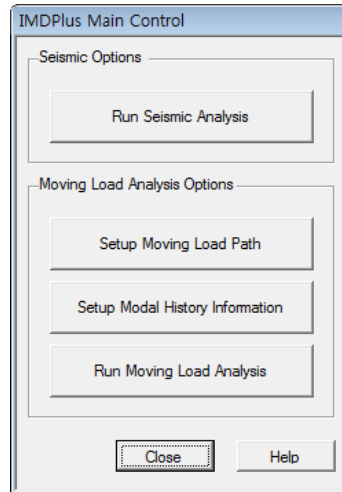 IMDPlus Main Control
Seismic Options
Run Seismic Analysis
Moving Load Analysis Options
Setup Moving Load Path
Setup Modal History Information
Run Moving Load Analysis
Close Help